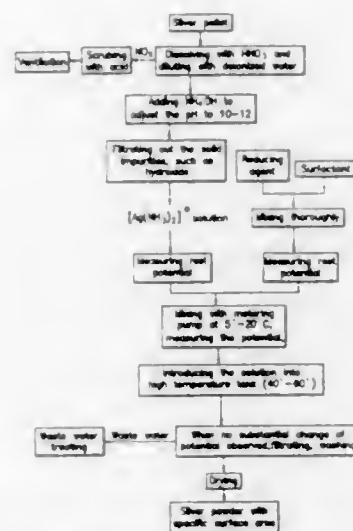 Silver pellet
Dissolving with HNO3 and
diluting with deionized water
NO2
Scrubbing
with acid
Ventilation
Adding NH4OH to
adjust the pH to 10-12
Filtrating out the solid
impurities, such as
hydroxide
Reducing
agent
Surfactant
[Ag(NH3)2]+ solution
Mixing thoroughly
Measuring rest
potential
Measuring rest
potential
Mixing with metering
pump at 5°-20°C,
measuring the potential
Introducing the solution into
high temperature tank (40°-80°)
Waste water
treating
Waste water
When no substantial change of
potential observed, filtrating, washing
Drying
Silver powder with
specific surface area